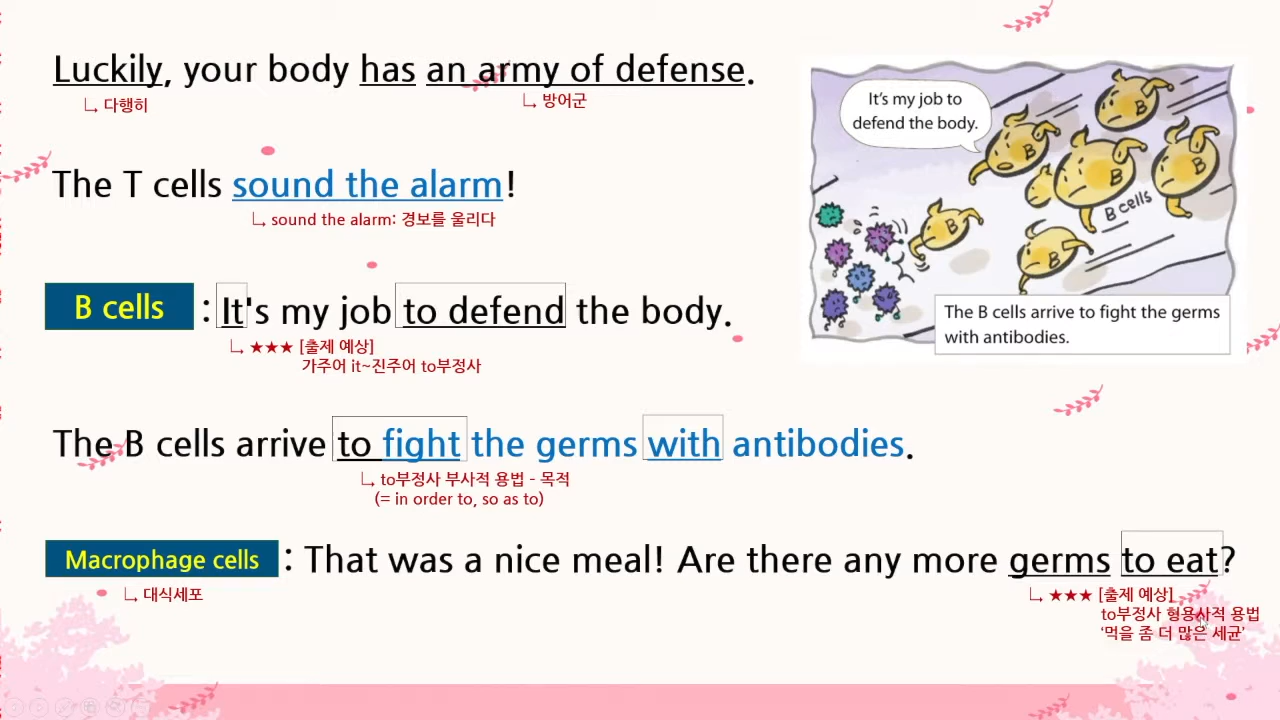 Luckily, your body has an army of defense.
↳ 다행히
↳ 방어군
The T cells sound the alarm!
↳ sound the alarm: 경보를 울리다
B cells : It's my job to defend the body.
↳ ★★★ [출제 예상]
가주어 it~진주어 to부정사
The B cells arrive to fight the germs with antibodies.
↳ to부정사 부사적 용법 - 목적
(= in order to, so as to)
Macrophage cells : That was a nice meal! Are there any more germs to eat?
↳ 대식세포
↳ ★★★ [출제 예상]
to부정사 형용사적 용법
'먹을 좀 더 많은 세균'
It's my job to
defend the body.
B
B
B
B
B
B cells
The B cells arrive to fight the germs
with antibodies.